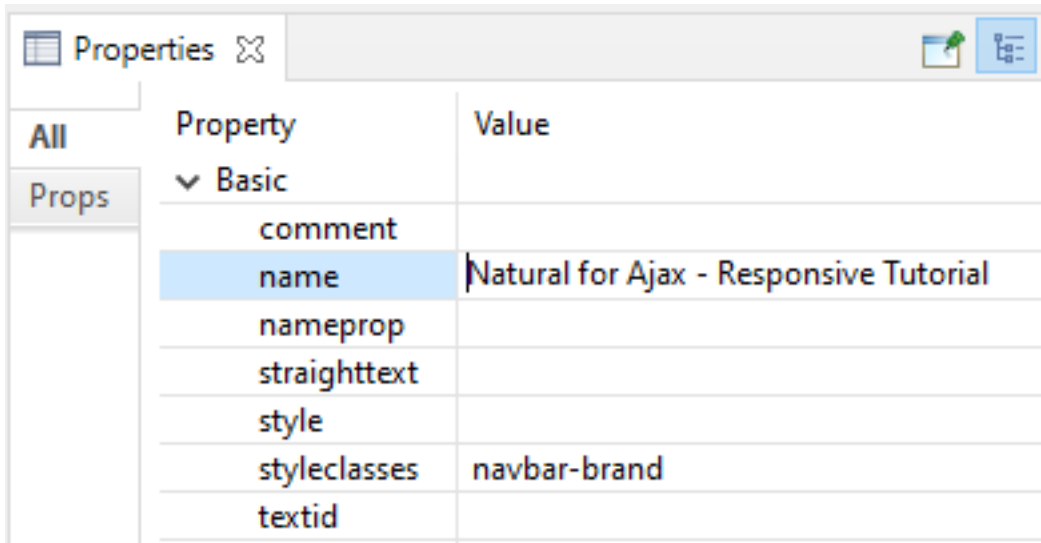 Properties
All
Props
Property Value
Basic
comment
name Natural for Ajax - Responsive Tutorial
nameprop
straighttext
style
styleclasses navbar-brand
textid